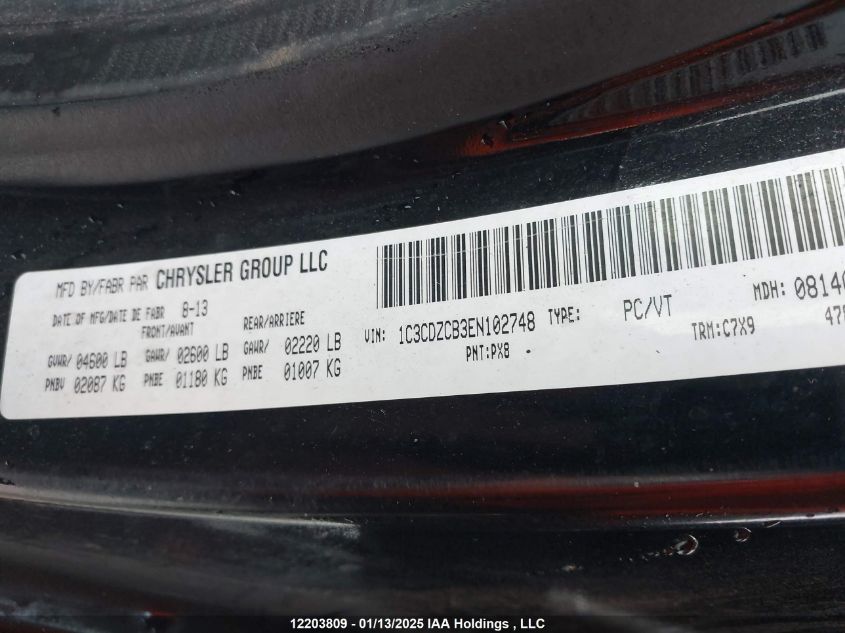 MFD BY/FABR PAR CHRYSLER GROUP LLC
DATE OF MFG/DATE DE FABR 8-13
FRONT/AVANT REAR/ARRIERE
GVWR/ 04600 LB GAWR/ 02600 LB GAWR/ 02220 LB
PNBV 02087 KG PNBE 01180 KG PNBE 01007 KG
VIN: 1C3CDZCB3EN102748 TYPE: PC/VT MDH: 0814
PNT:PX8 TRM:C7X9 47
12203809 - 01/13/2025 IAA Holdings , LLC